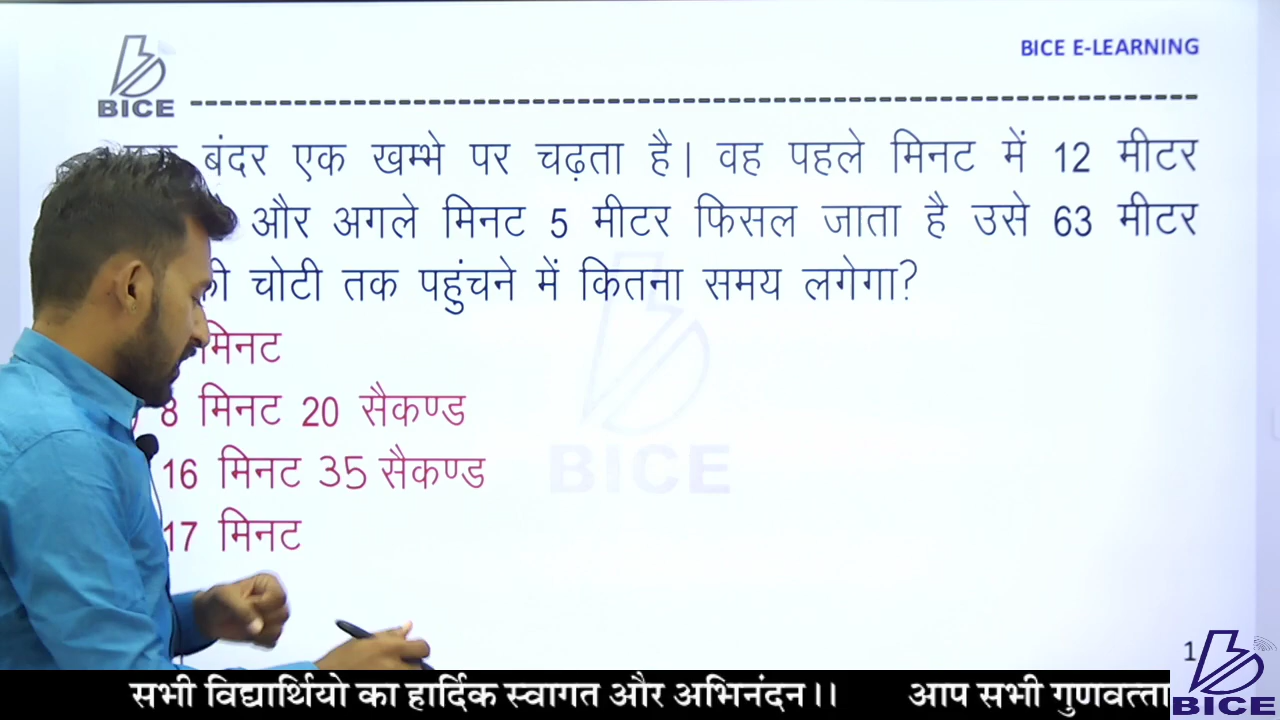 BICE E-LEARNING
BICE
बंदर एक खम्भे पर चढ़ता है। वह पहले मिनट में 12 मीटर
और अगले मिनट 5 मीटर फिसल जाता है उसे 63 मीटर
की चोटी तक पहुंचने में कितना समय लगेगा?
मिनट
8 मिनट 20 सैकण्ड
16 मिनट 35 सैकण्ड
17 मिनट
BICE
1
सभी विद्यार्थियो का हार्दिक स्वागत और अभिनंदन।। आप सभी गुणवत्ता
BICE